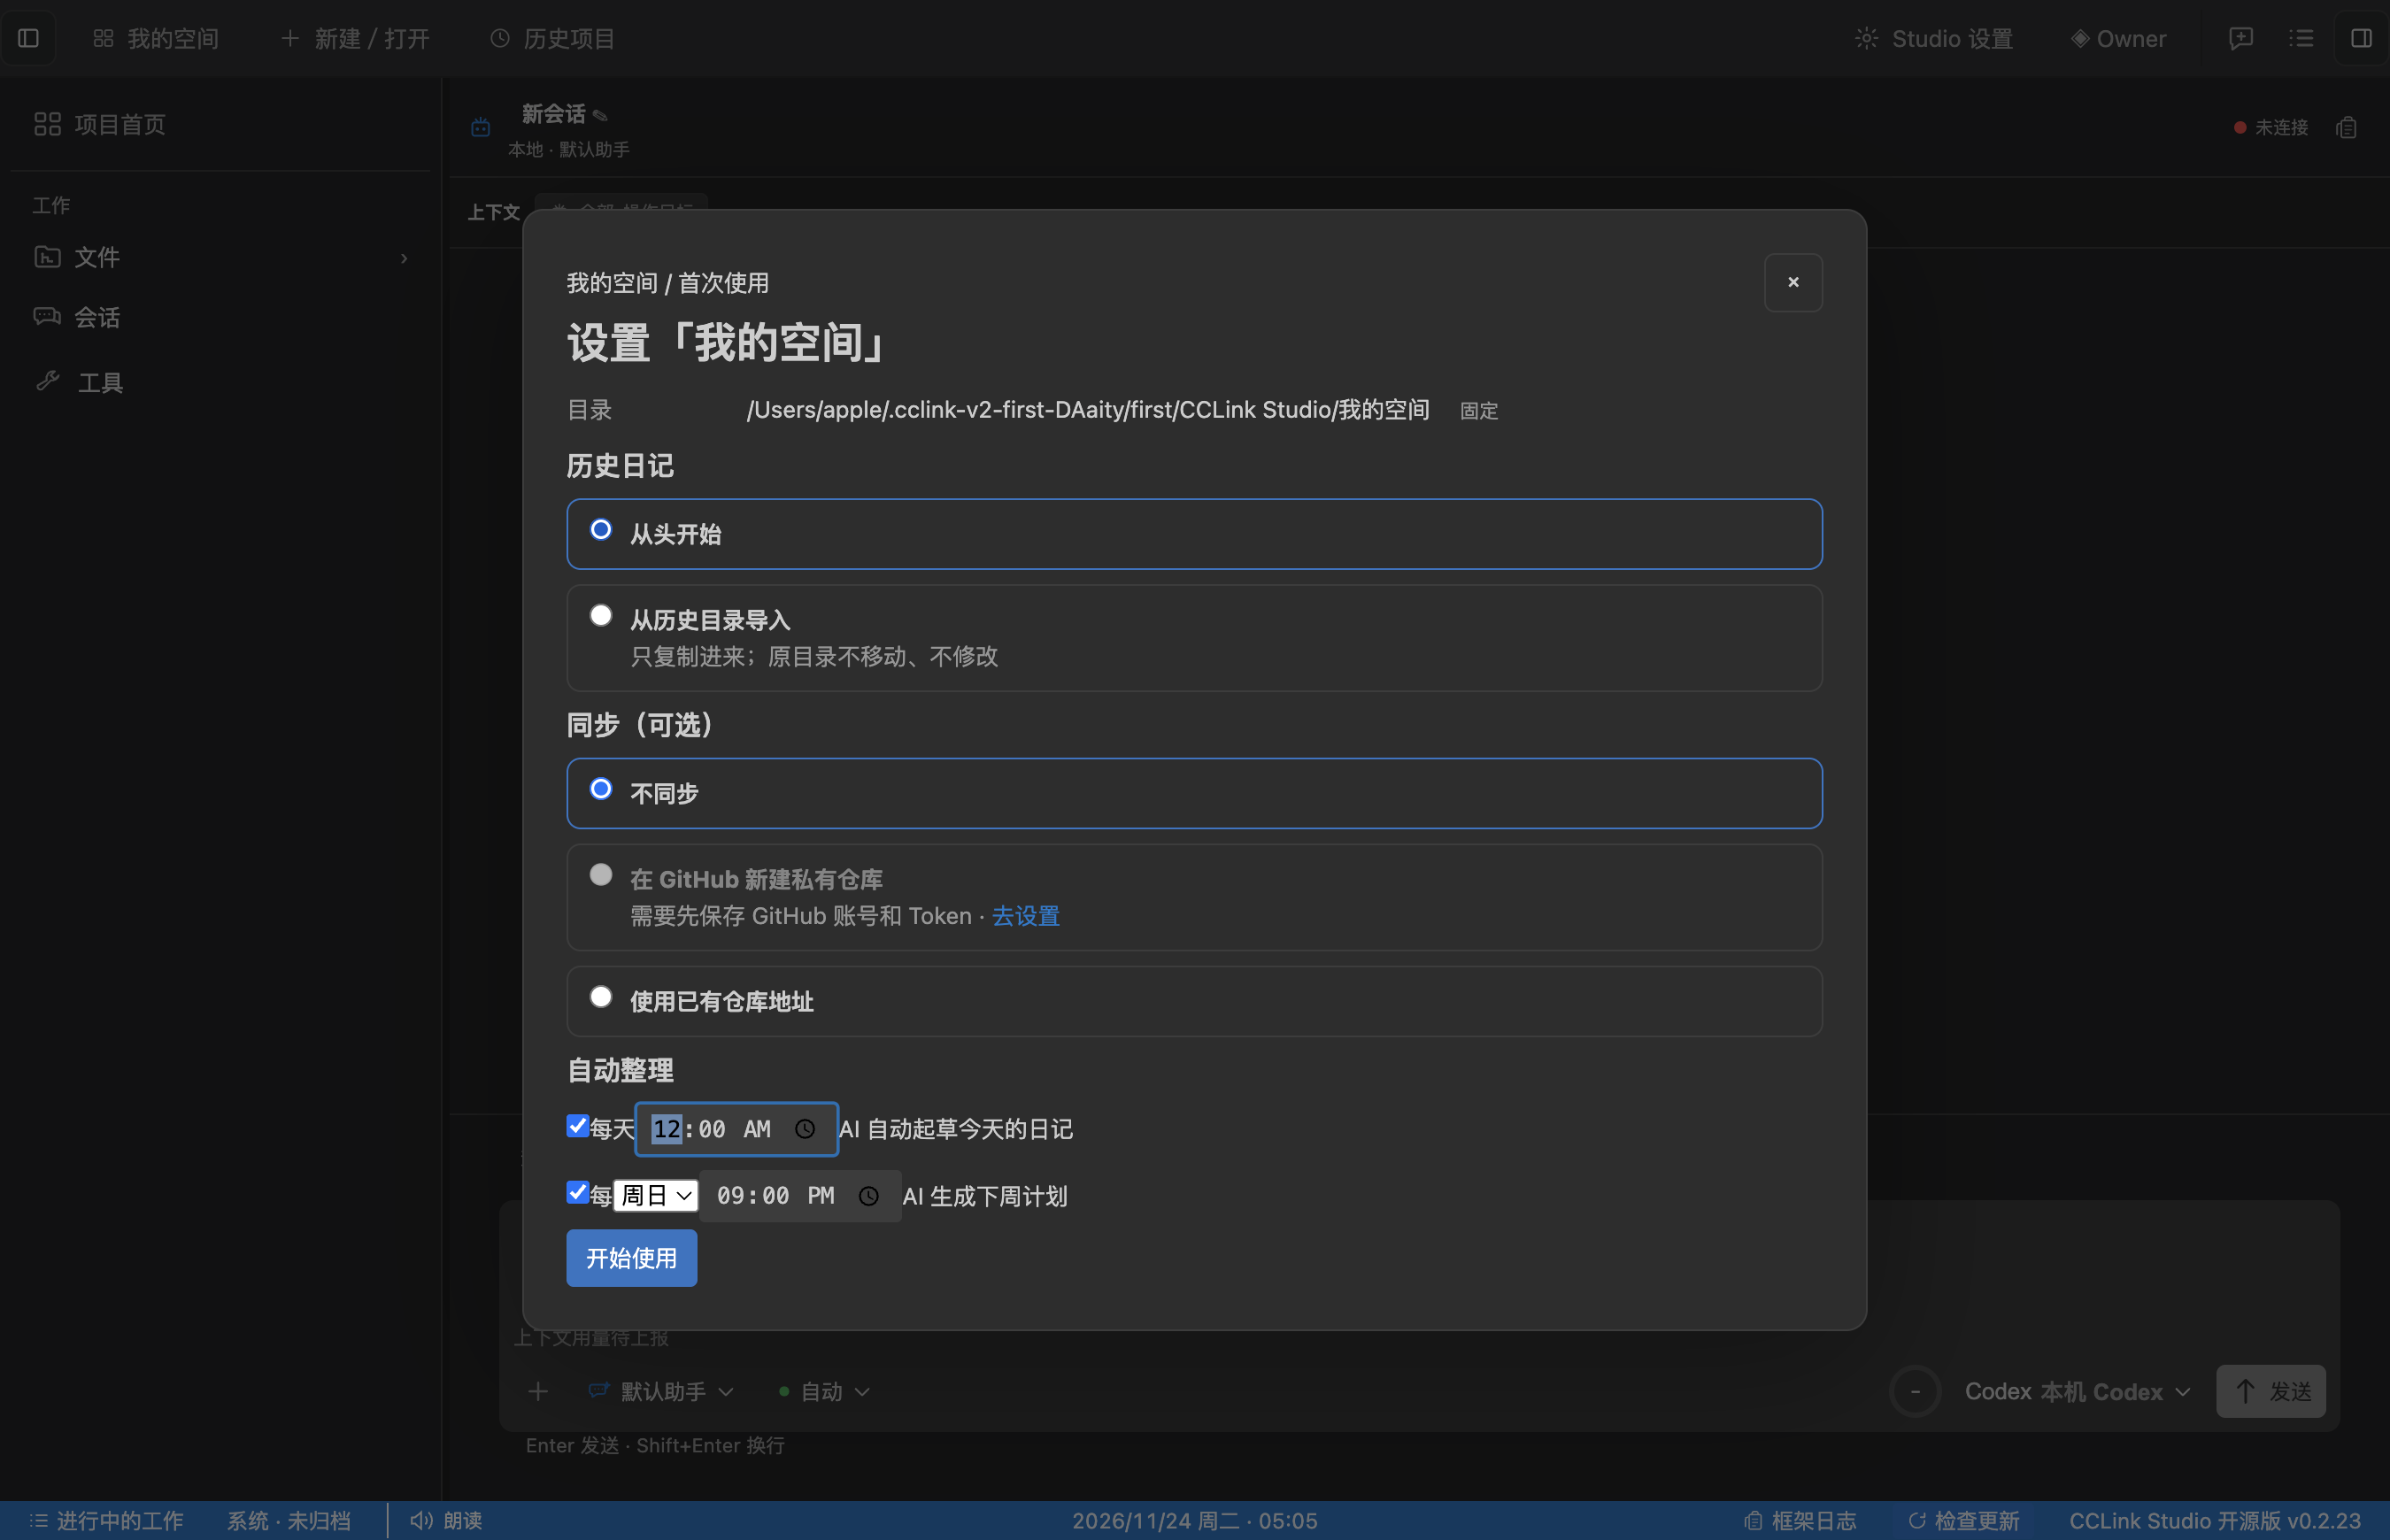 我的空间
新建 / 打开
历史项目
Studio 设置
Owner
项目首页
工作
文件
会话
工具
新会话
本地 · 默认助手
未连接
上下文
我的空间 / 首次使用
设置「我的空间」
目录 /Users/apple/.cclink-v2-first-DAaity/first/CCLink Studio/我的空间 固定
历史日记
从头开始
从历史目录导入
只复制进来；原目录不移动、不修改
同步（可选）
不同步
在 GitHub 新建私有仓库
需要先保存 GitHub 账号和 Token · 去设置
使用已有仓库地址
自动整理
每天 12:00 AM AI 自动起草今天的日记
每 周日 09:00 PM AI 生成下周计划
开始使用
上下文用量待上报
默认助手
自动
Codex 本机 Codex
发送
Enter 发送 · Shift+Enter 换行
进行中的工作
系统 · 未归档
朗读
2026/11/24 周二 · 05:05
框架日志
检查更新
CCLink Studio 开源版 v0.2.23